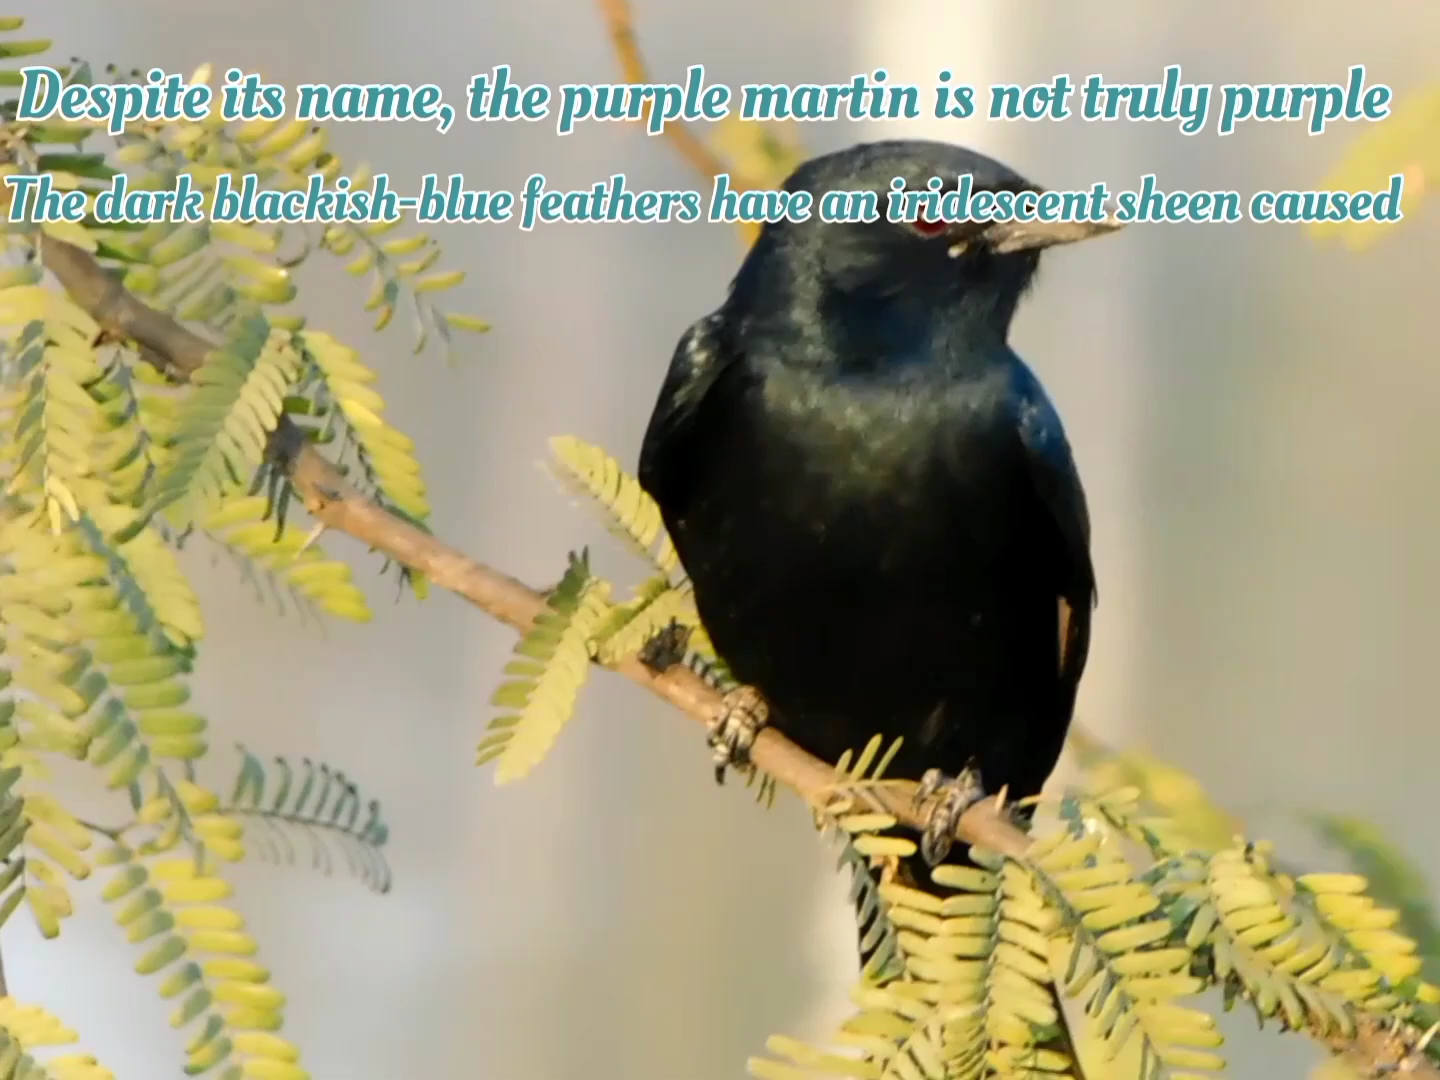 Despite its name, the purple martin is not truly purple
The dark blackish-blue feathers have an iridescent sheen caused